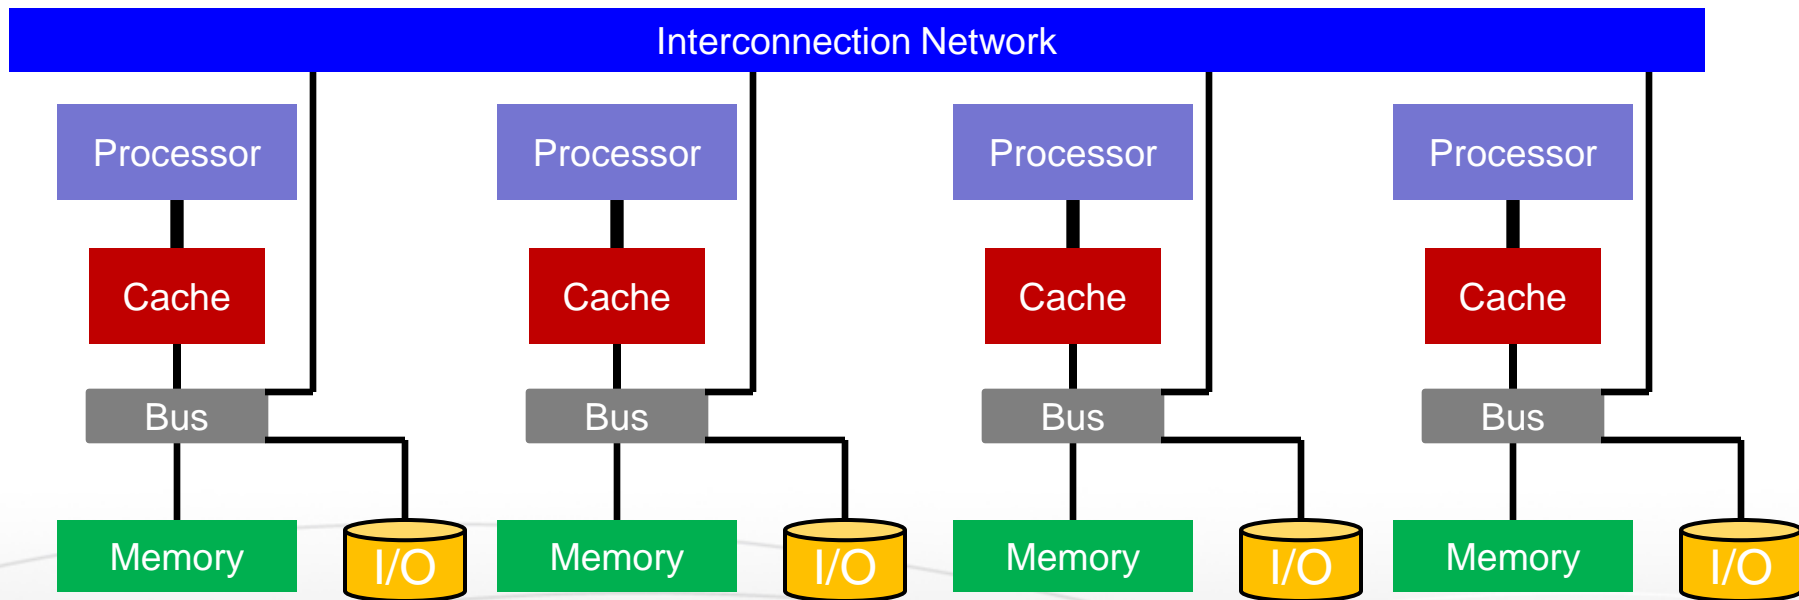 Interconnection Network
Processor Processor Processor Processor
Cache Cache Cache Cache
Bus Bus Bus Bus
Memory I/O Memory I/O Memory I/O Memory I/O